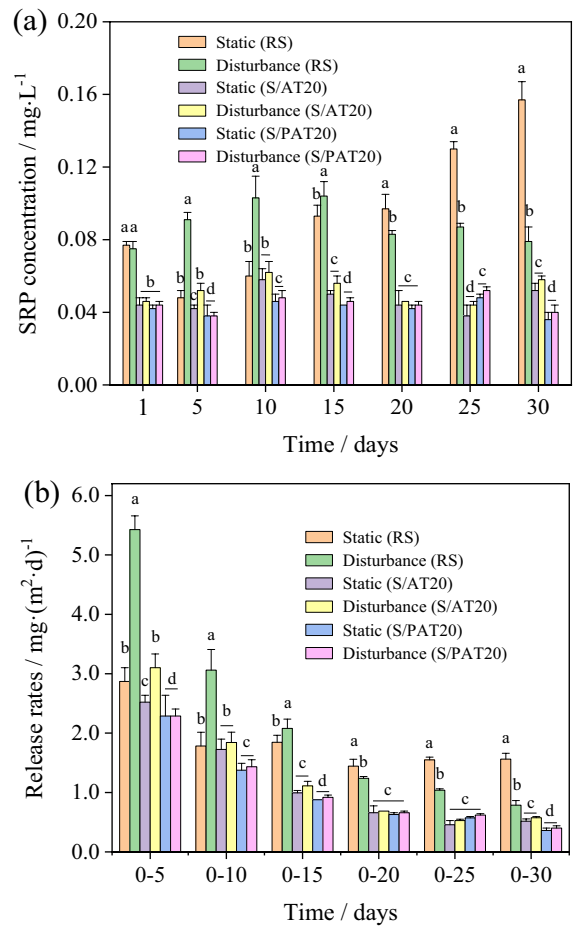 (a)
SRP concentration / mg·L⁻¹
0.20
0.16
0.12
0.08
0.04
0.00
Static (RS)
Disturbance (RS)
Static (S/AT20)
Disturbance (S/AT20)
Static (S/PAT20)
Disturbance (S/PAT20)
a a b
b a c b d
b a b c
b a c d
a b c
a b d c
a b c d
1 5 10 15 20 25 30
Time / days
(b)
Release rates / mg·(m²·d)⁻¹
6.0
5.0
4.0
3.0
2.0
1.0
0.0
Static (RS)
Disturbance (RS)
Static (S/AT20)
Disturbance (S/AT20)
Static (S/PAT20)
Disturbance (S/PAT20)
b a c b d
b a b c
b a c d
a b c
a b c
a b c d
0-5 0-10 0-15 0-20 0-25 0-30
Time / days